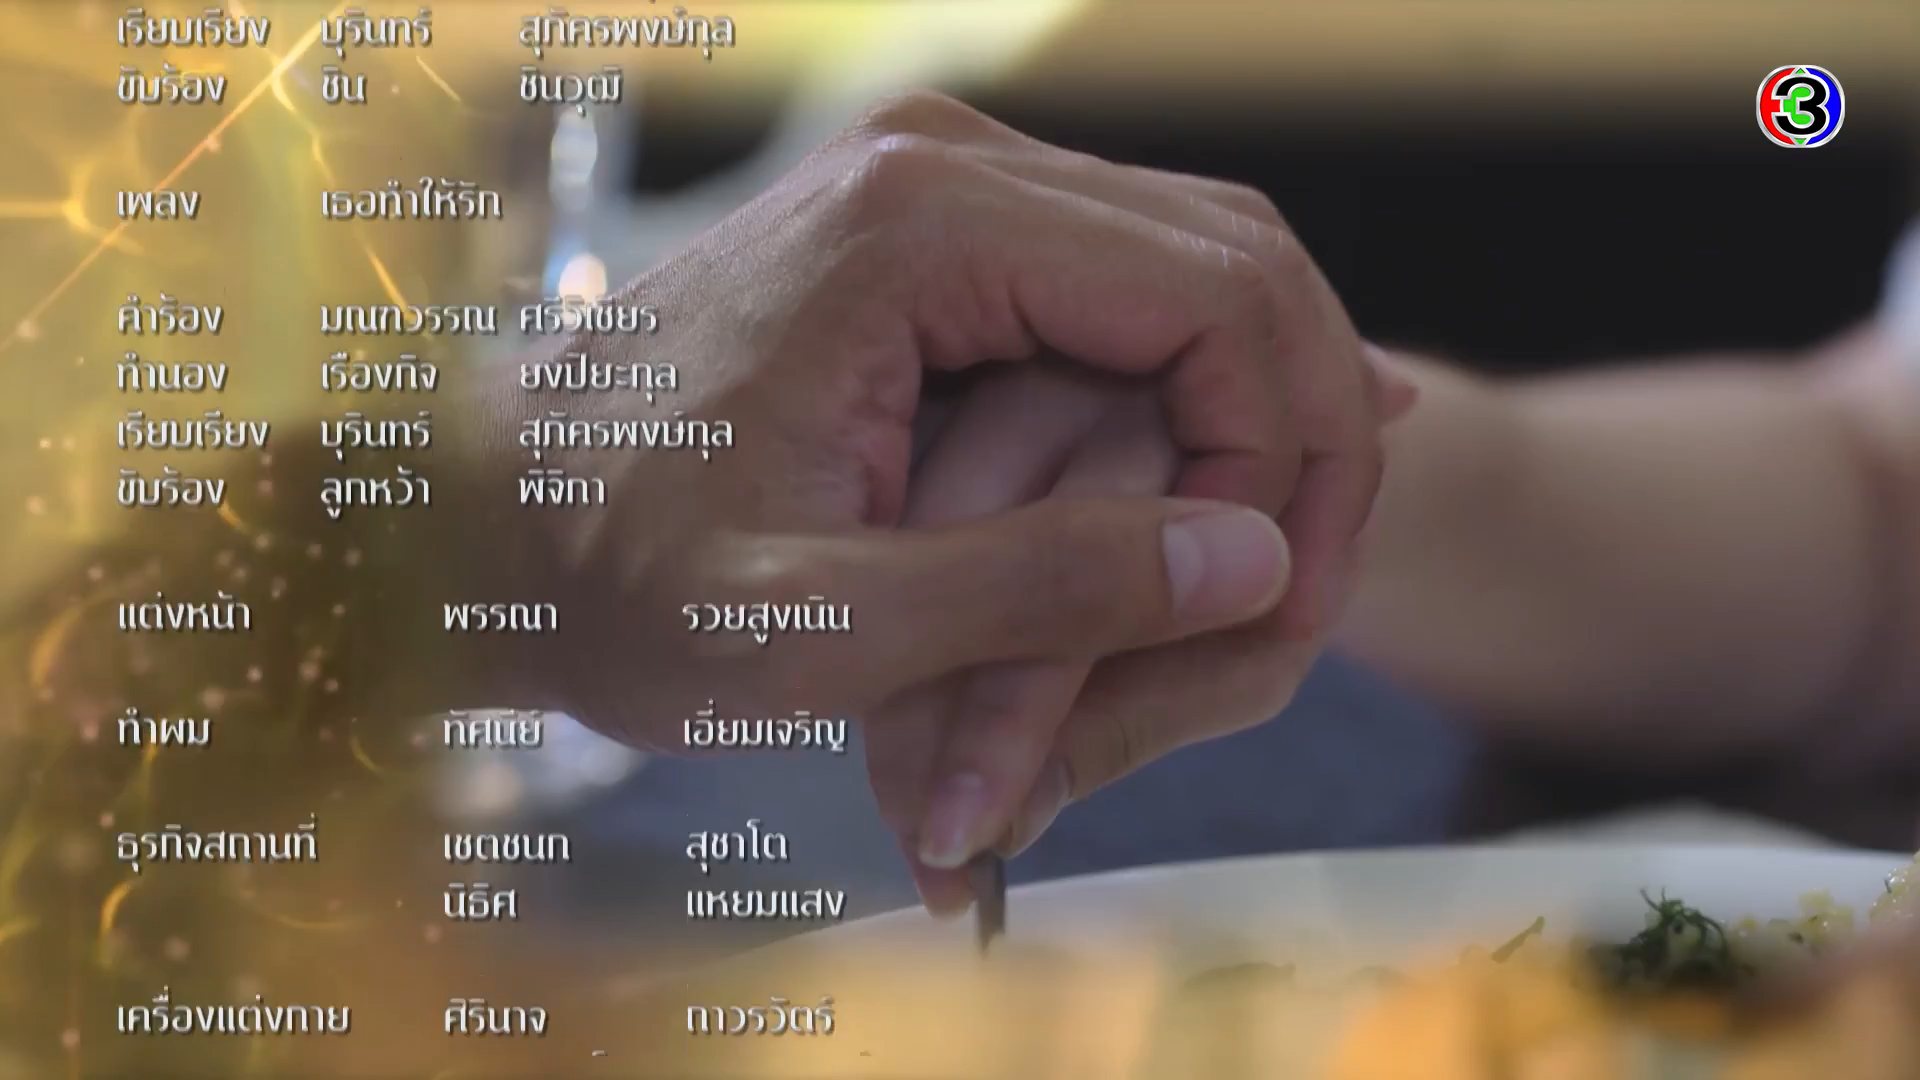 เรียบเรียง บุรินทร์ สุภัครพงษ์กุล
ขับร้อง ชิน ชินวุฒิ
เพลง เธอทำให้รัก
คำร้อง มณฑวรรณ ศรีวิเชียร
ทำนอง เรืองกิจ ยงปิยะกุล
เรียบเรียง บุรินทร์ สุภัครพงษ์กุล
ขับร้อง ลูกหว้า พิจิกา
แต่งหน้า พรรณา รวยสูงเนิน
ทำผม ทัศนีย์ เอี่ยมเจริญ
ธุรกิจสถานที่ เชตชนก สุชาโต
นิธิศ แหยมแสง
เครื่องแต่งกาย ศิรินาจ ถาวรวัตร์
3